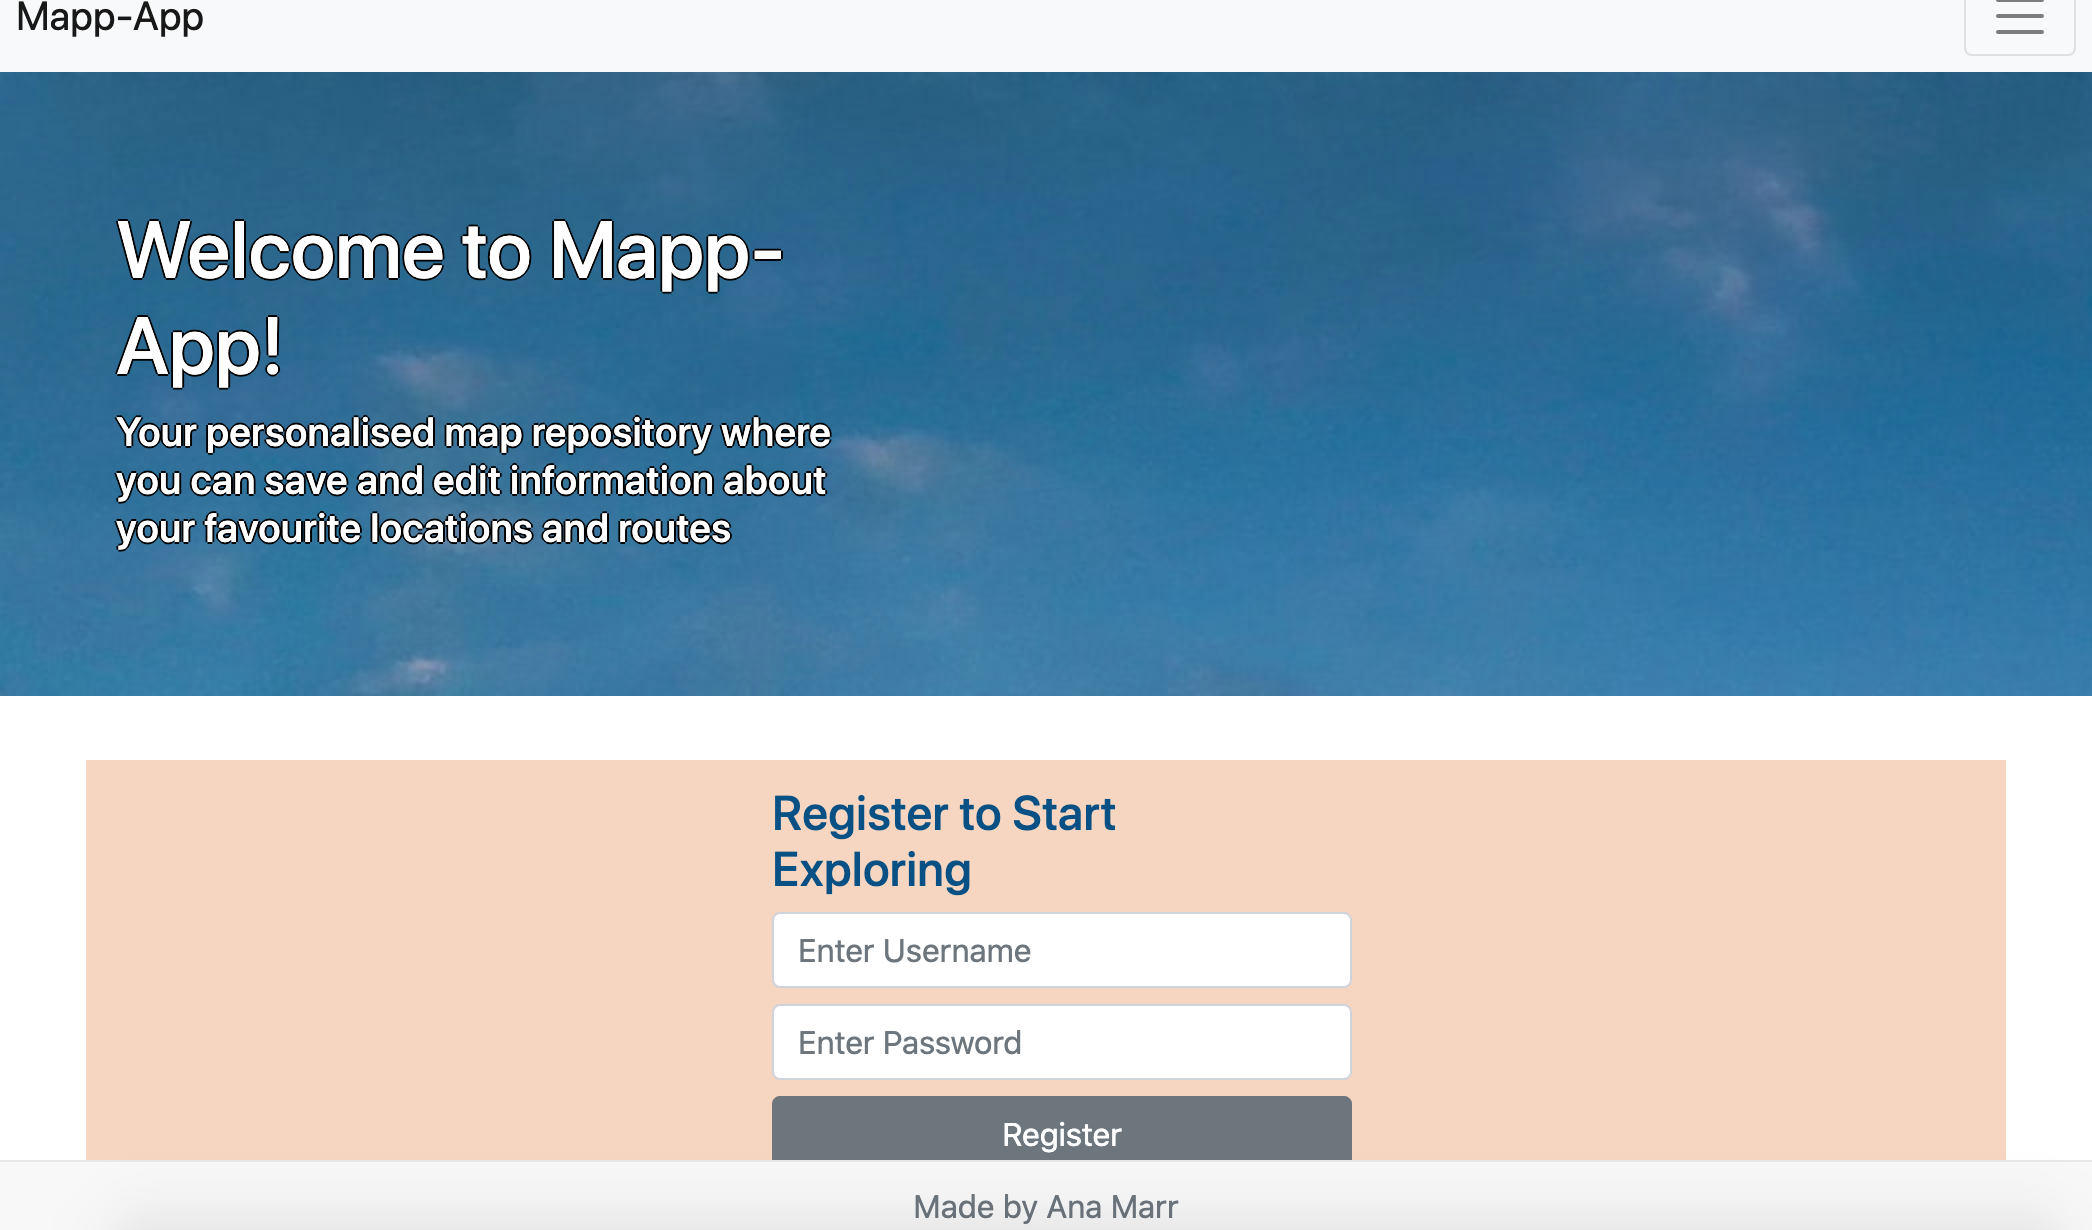 Mapp-App
Welcome to Mapp-
App!
Your personalised map repository where
you can save and edit information about
your favourite locations and routes
Register to Start
Exploring
Enter Username
Enter Password
Register
Made by Ana Marr